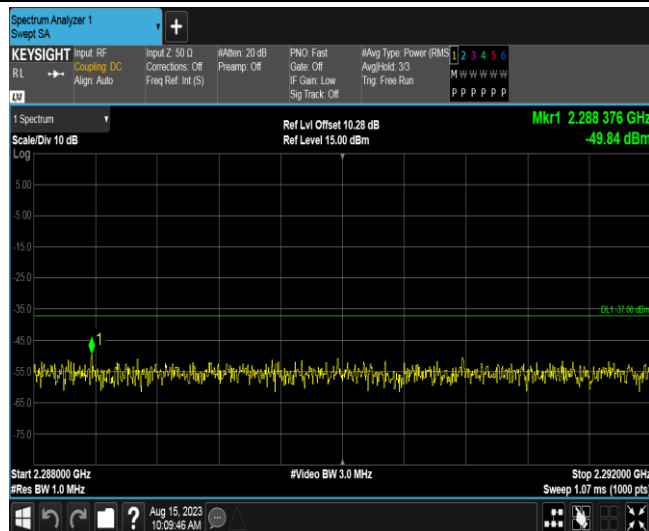 Spectrum Analyzer 1
Swept SA
+
KEYSIGHT
RL
LXI
Input: RF
Coupling: DC
Align: Auto
Input Z: 50 Ω
Corrections: Off
Freq Ref: Int (S)
#Atten: 20 dB
Preamp: Off
PNO: Fast
Gate: Off
IF Gain: Low
Sig Track: Off
#Avg Type: Power (RMS
Avg|Hold: 3/3
Trig: Free Run
1 2 3 4 5 6
M W W W W W
P P P P P P
1 Spectrum
Scale/Div 10 dB
Ref Lvl Offset 10.28 dB
Ref Level 15.00 dBm
Mkr1 2.288 376 GHz
-49.84 dBm
Log
5.00
-5.00
-15.0
-25.0
-35.0
DL1 -37.00 dBm
-45.0
1
-55.0
-65.0
-75.0
Start 2.288000 GHz
#Video BW 3.0 MHz
Stop 2.292000 GHz
#Res BW 1.0 MHz
Sweep 1.07 ms (1000 pts)
?
Aug 15, 2023
10:09:46 AM